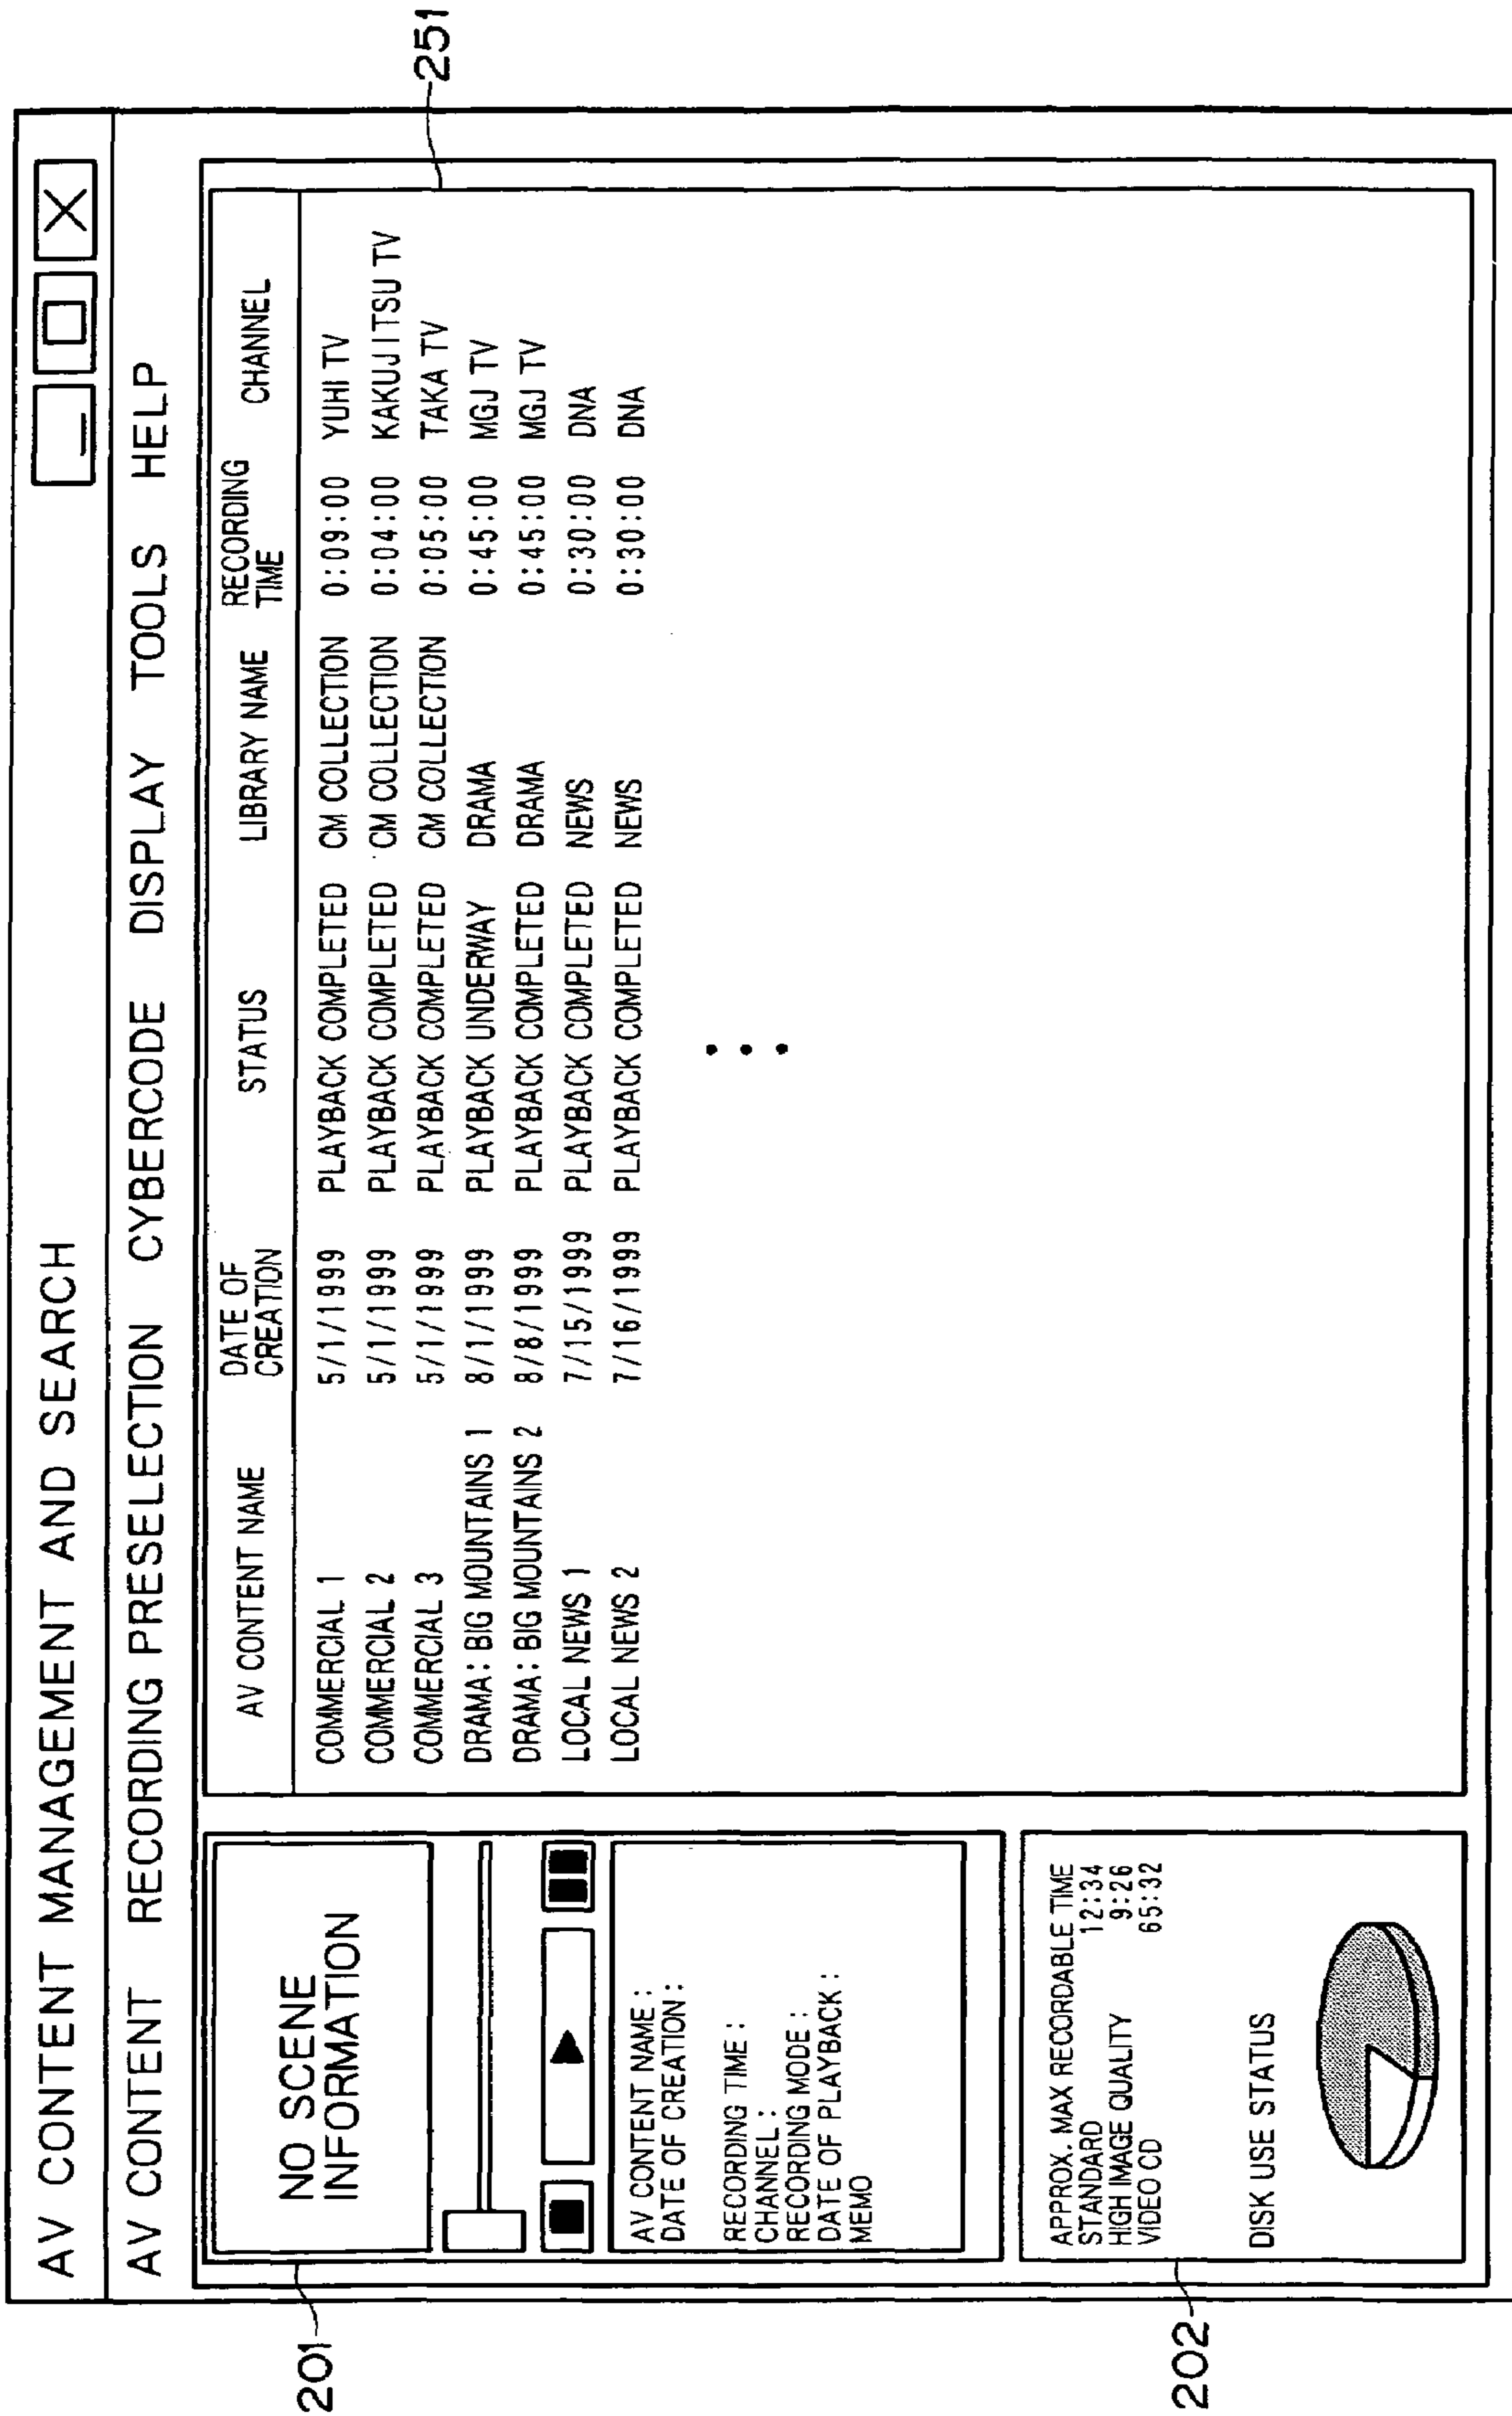 AV CONTENT MANAGEMENT AND SEARCH
AV CONTENT RECORDING PRESELECTION CYBERCODE DISPLAY TOOLS HELP
201
NO SCENE
INFORMATION
AV CONTENT NAME :
DATE OF CREATION :
RECORDING TIME :
CHANNEL :
RECORDING MODE :
DATE OF PLAYBACK :
MEMO
202
APPROX. MAX RECORDABLE TIME
STANDARD 12:34
HIGH IMAGE QUALITY 9:26
VIDEO CD 65:32
DISK USE STATUS
251
AV CONTENT NAME DATE OF CREATION STATUS LIBRARY NAME RECORDING TIME CHANNEL
COMMERCIAL 1 5/1/1999 PLAYBACK COMPLETED CM COLLECTION 0:09:00 YUHI TV
COMMERCIAL 2 5/1/1999 PLAYBACK COMPLETED CM COLLECTION 0:04:00 KAKUJITSU TV
COMMERCIAL 3 5/1/1999 PLAYBACK COMPLETED CM COLLECTION 0:05:00 TAKA TV
DRAMA: BIG MOUNTAINS 1 8/1/1999 PLAYBACK UNDERWAY DRAMA 0:45:00 MGJ TV
DRAMA: BIG MOUNTAINS 2 8/8/1999 PLAYBACK COMPLETED DRAMA 0:45:00 MGJ TV
LOCAL NEWS 1 7/15/1999 PLAYBACK COMPLETED NEWS 0:30:00 DNA
LOCAL NEWS 2 7/16/1999 PLAYBACK COMPLETED NEWS 0:30:00 DNA